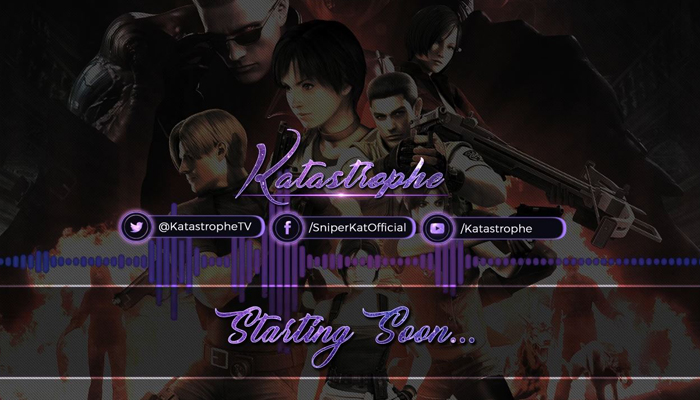 Katastrophe
@KatastropheTV
/SniperKatOfficial
/Katastrophe
Starting Soon...